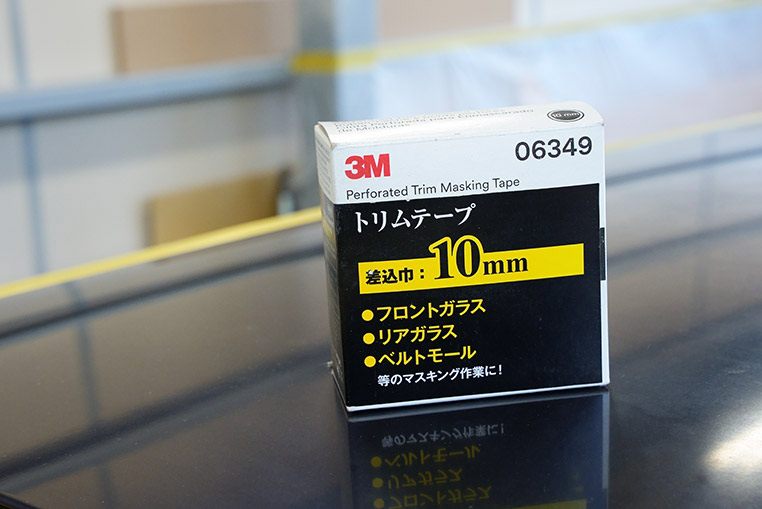 10 mm
3M
06349
Perforated Trim Masking Tape
トリムテープ
差込巾：10mm
●フロントガラス
●リアガラス
●ベルトモール
等のマスキング作業に!